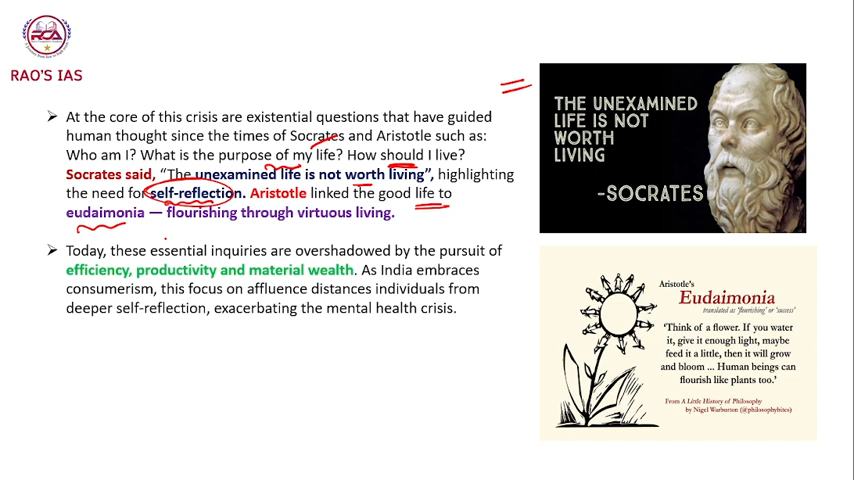 RCA
RAO'S IAS
➢ At the core of this crisis are existential questions that have guided
human thought since the times of Socrates and Aristotle such as:
Who am I? What is the purpose of my life? How should I live?
Socrates said, “The unexamined life is not worth living”, highlighting
the need for self-reflection. Aristotle linked the good life to
eudaimonia — flourishing through virtuous living.
➢ Today, these essential inquiries are overshadowed by the pursuit of
efficiency, productivity and material wealth. As India embraces
consumerism, this focus on affluence distances individuals from
deeper self-reflection, exacerbating the mental health crisis.
THE UNEXAMINED
LIFE IS NOT
WORTH
LIVING
-SOCRATES
Aristotle's
Eudaimonia
translated as 'flourishing' or 'success'
'Think of a flower. If you water
it, give it enough light, maybe
feed it a little, then it will grow
and bloom ... Human beings can
flourish like plants too.'
From A Little History of Philosophy
by Nigel Warburton (@philosophybites)